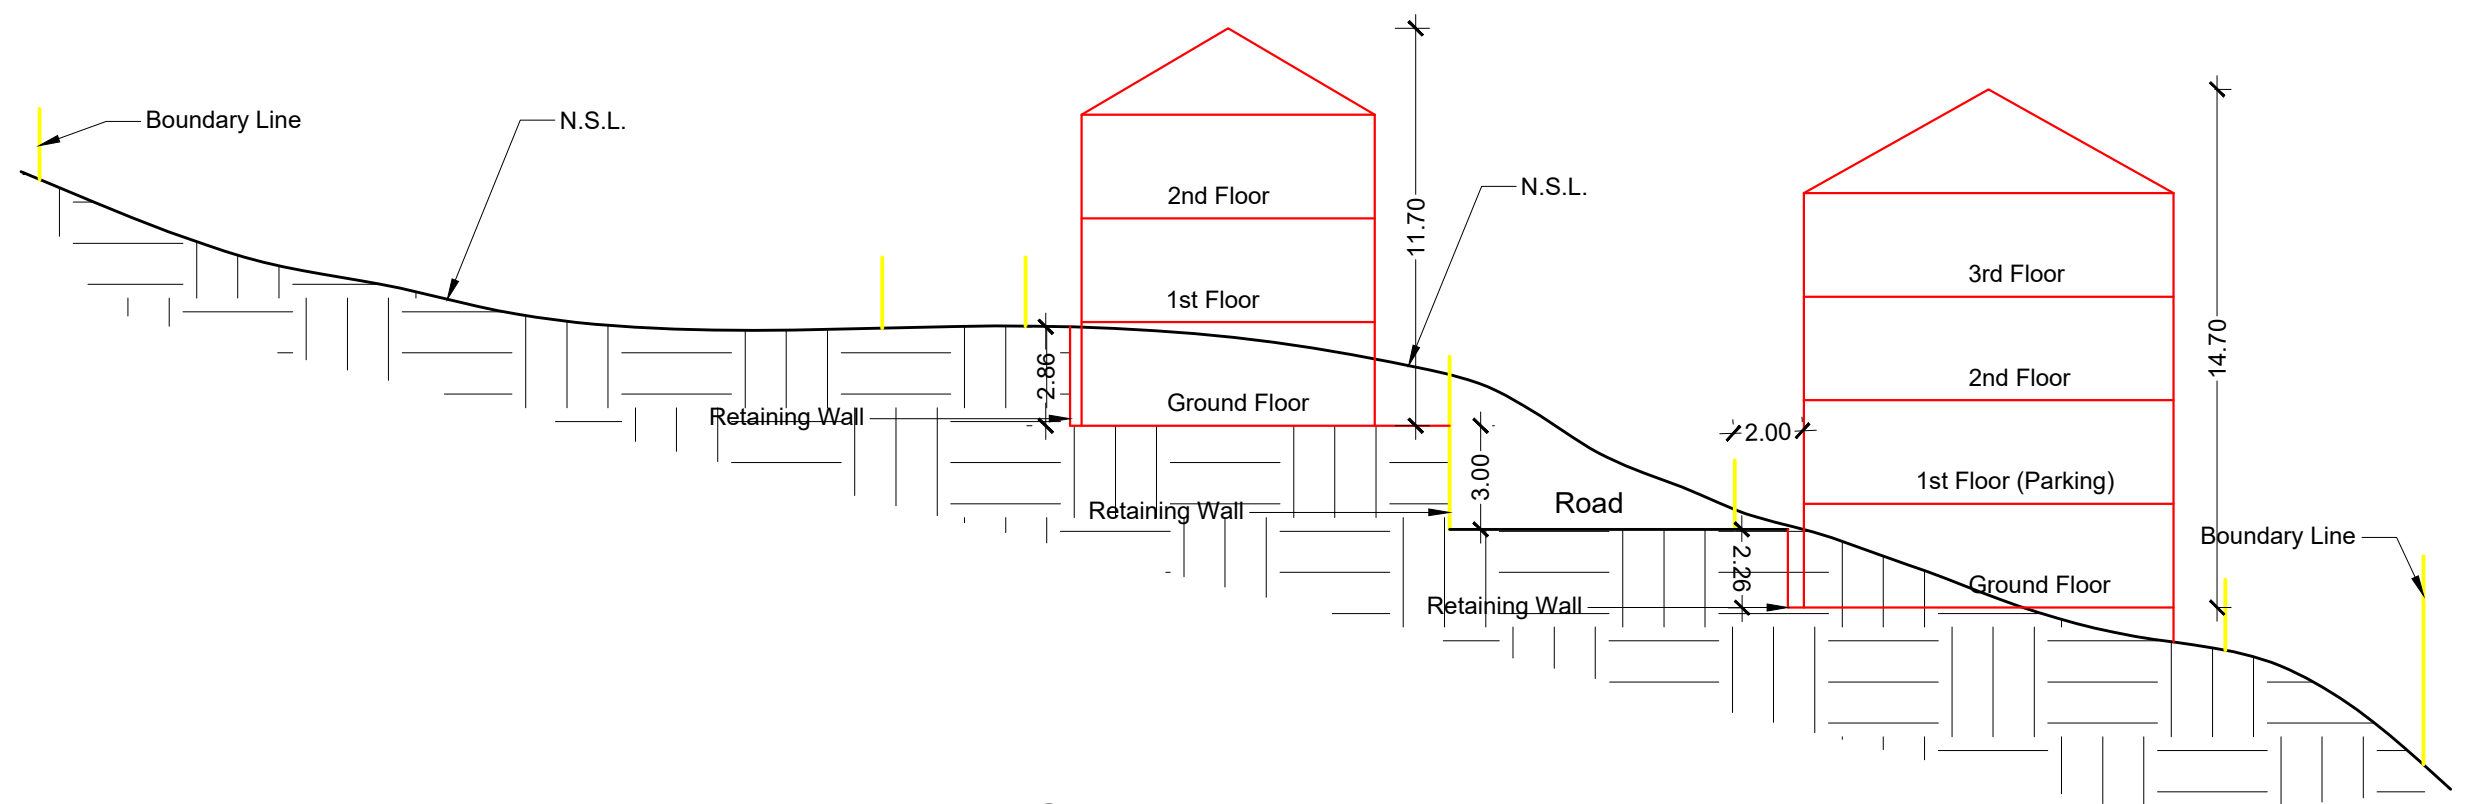 Boundary Line
N.S.L.
11.70
N.S.L.
14.70
2nd Floor
1st Floor
Ground Floor
2.86
Retaining Wall
3rd Floor
2nd Floor
2.00
1st Floor (Parking)
3.00
Road
Retaining Wall
Boundary Line
2.26
Ground Floor
Retaining Wall